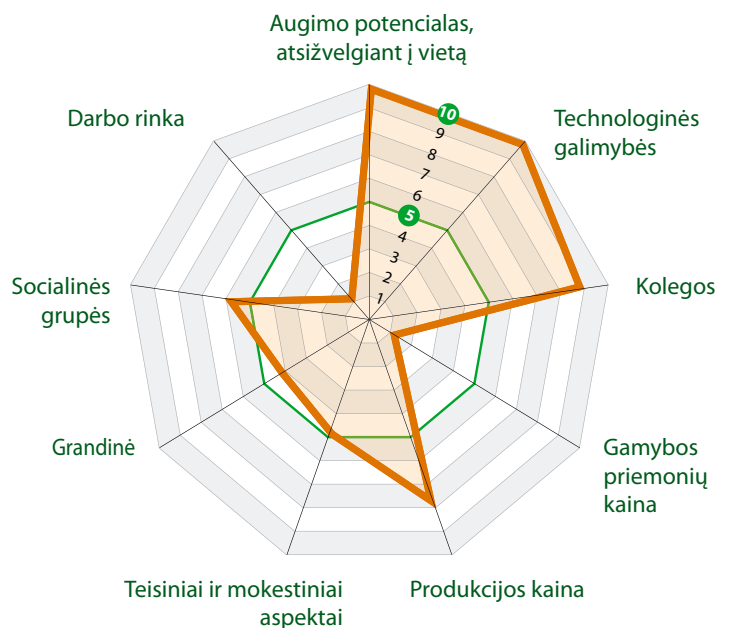 Augimo potencialas,
atsižvelgiant į vietą
Darbo rinka
Technologinės
galimybės
10
9
8
7
6
5
4
3
2
1
Socialinės
grupės
Kolegos
Grandinė
Gamybos
priemonių
kaina
Teisiniai ir mokestiniai
aspektai
Produkcijos kaina